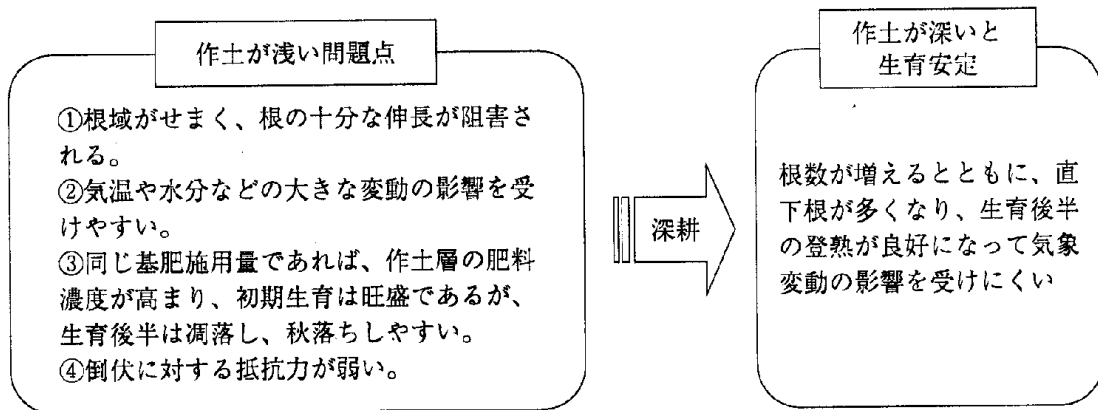 作土が浅い問題点
①根域がせまく、根の十分な伸長が阻害さ
れる。
②気温や水分などの大きな変動の影響を受
けやすい。
③同じ基肥施用量であれば、作土層の肥料
濃度が高まり、初期生育は旺盛であるが、
生育後半は凋落し、秋落ちしやすい。
④倒伏に対する抵抗力が弱い。
深耕
作土が深いと
生育安定
根数が増えるとともに、直
下根が多くなり、生育後半
の登熟が良好になって気象
変動の影響を受けにくい